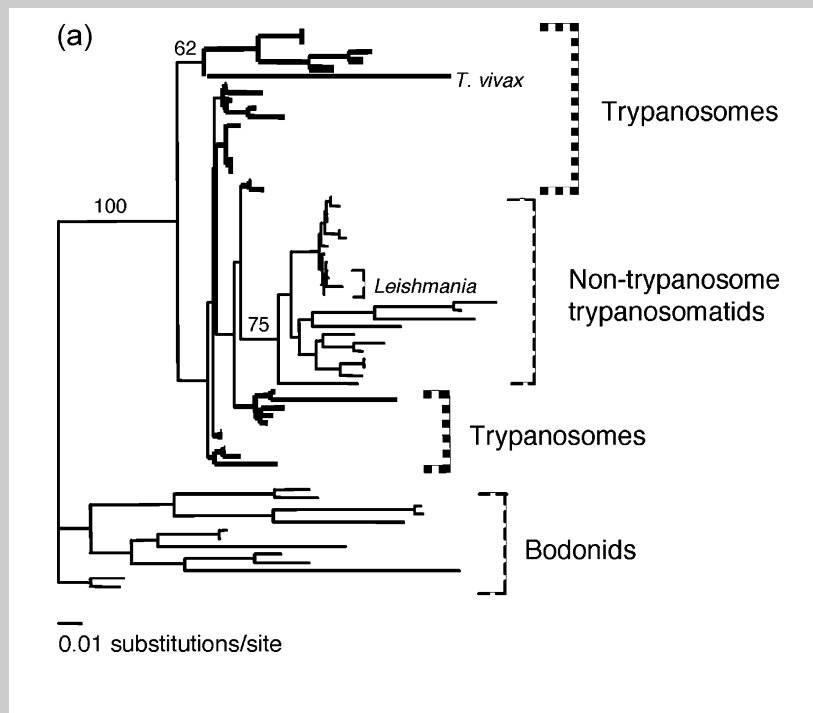 (a)
62
T. vivax
Trypanosomes
100
Non-trypanosome
trypanosomatids
Leishmania
75
Trypanosomes
Bodonids
0.01 substitutions/site